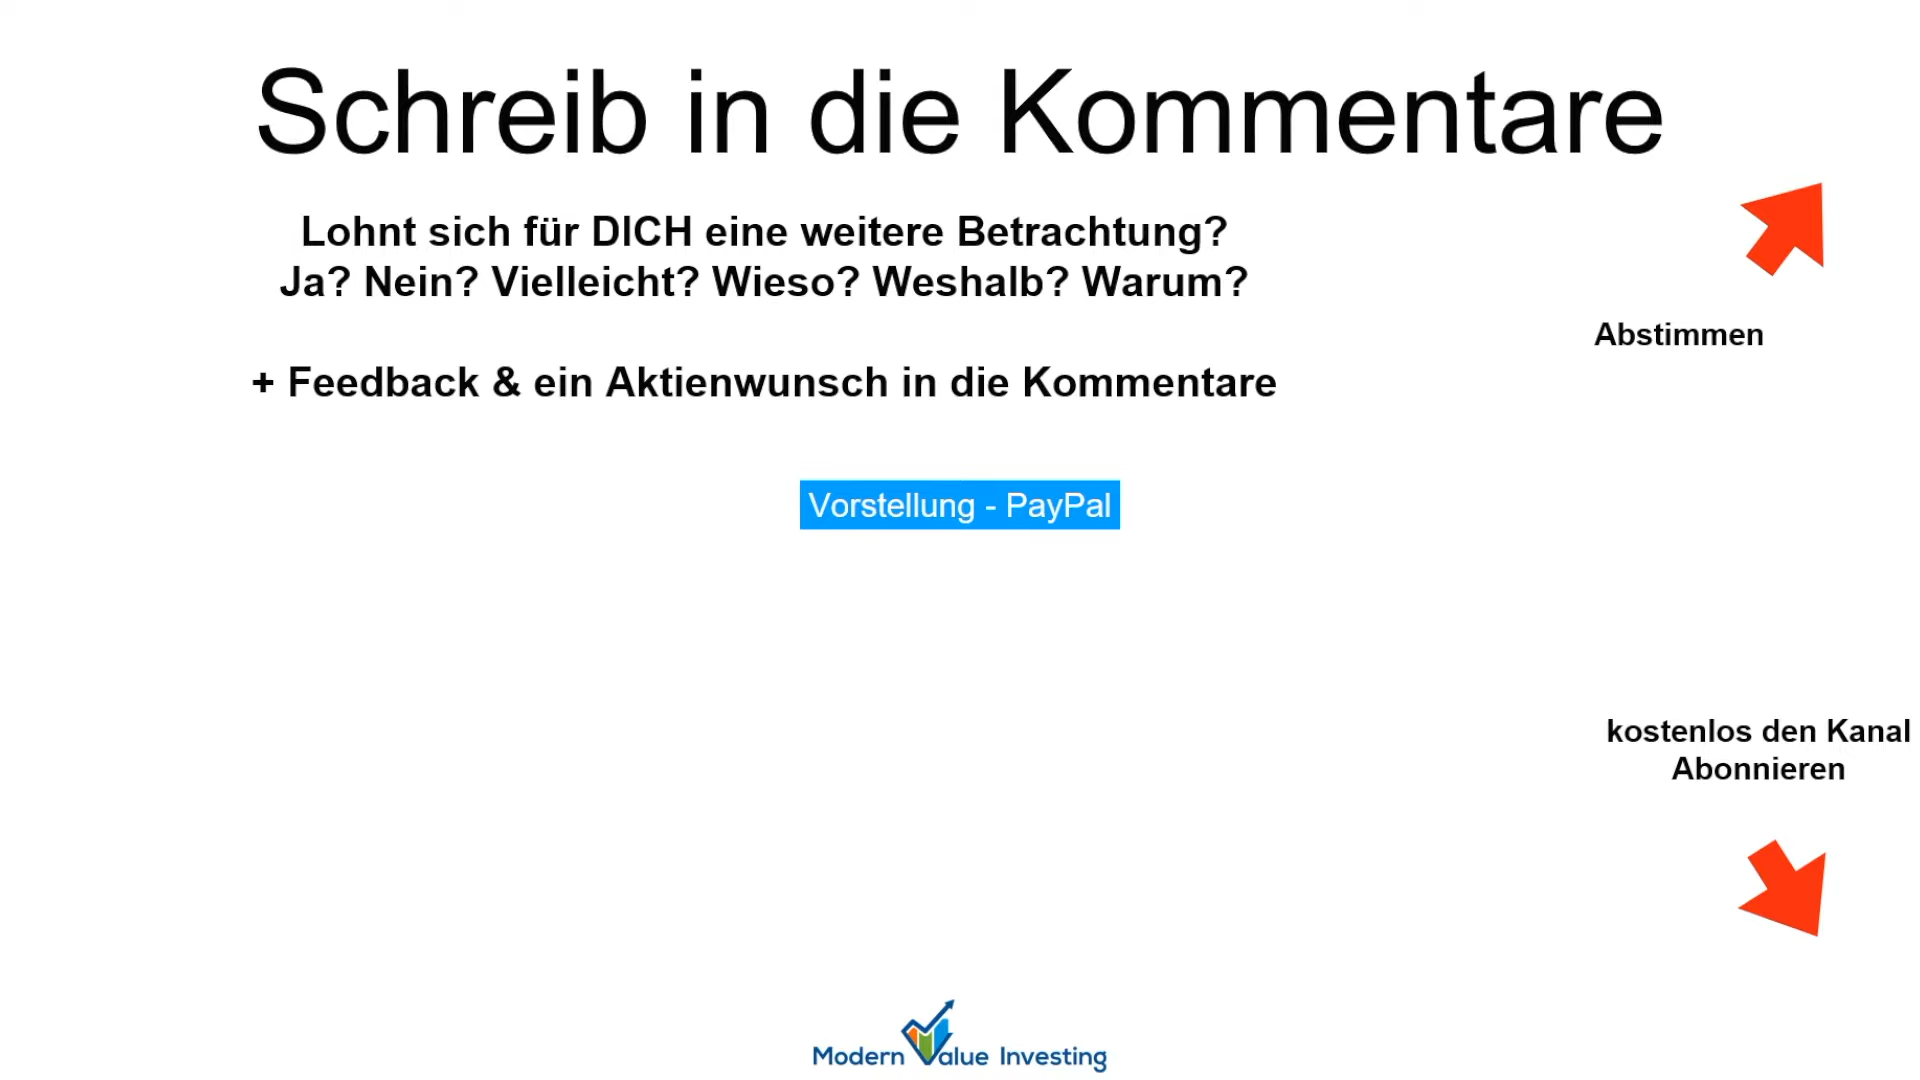 Schreib in die Kommentare
Lohnt sich für DICH eine weitere Betrachtung?
Ja? Nein? Vielleicht? Wieso? Weshalb? Warum?
Abstimmen
+ Feedback & ein Aktienwunsch in die Kommentare
Vorstellung - PayPal
kostenlos den Kanal
Abonnieren
Modern Value Investing